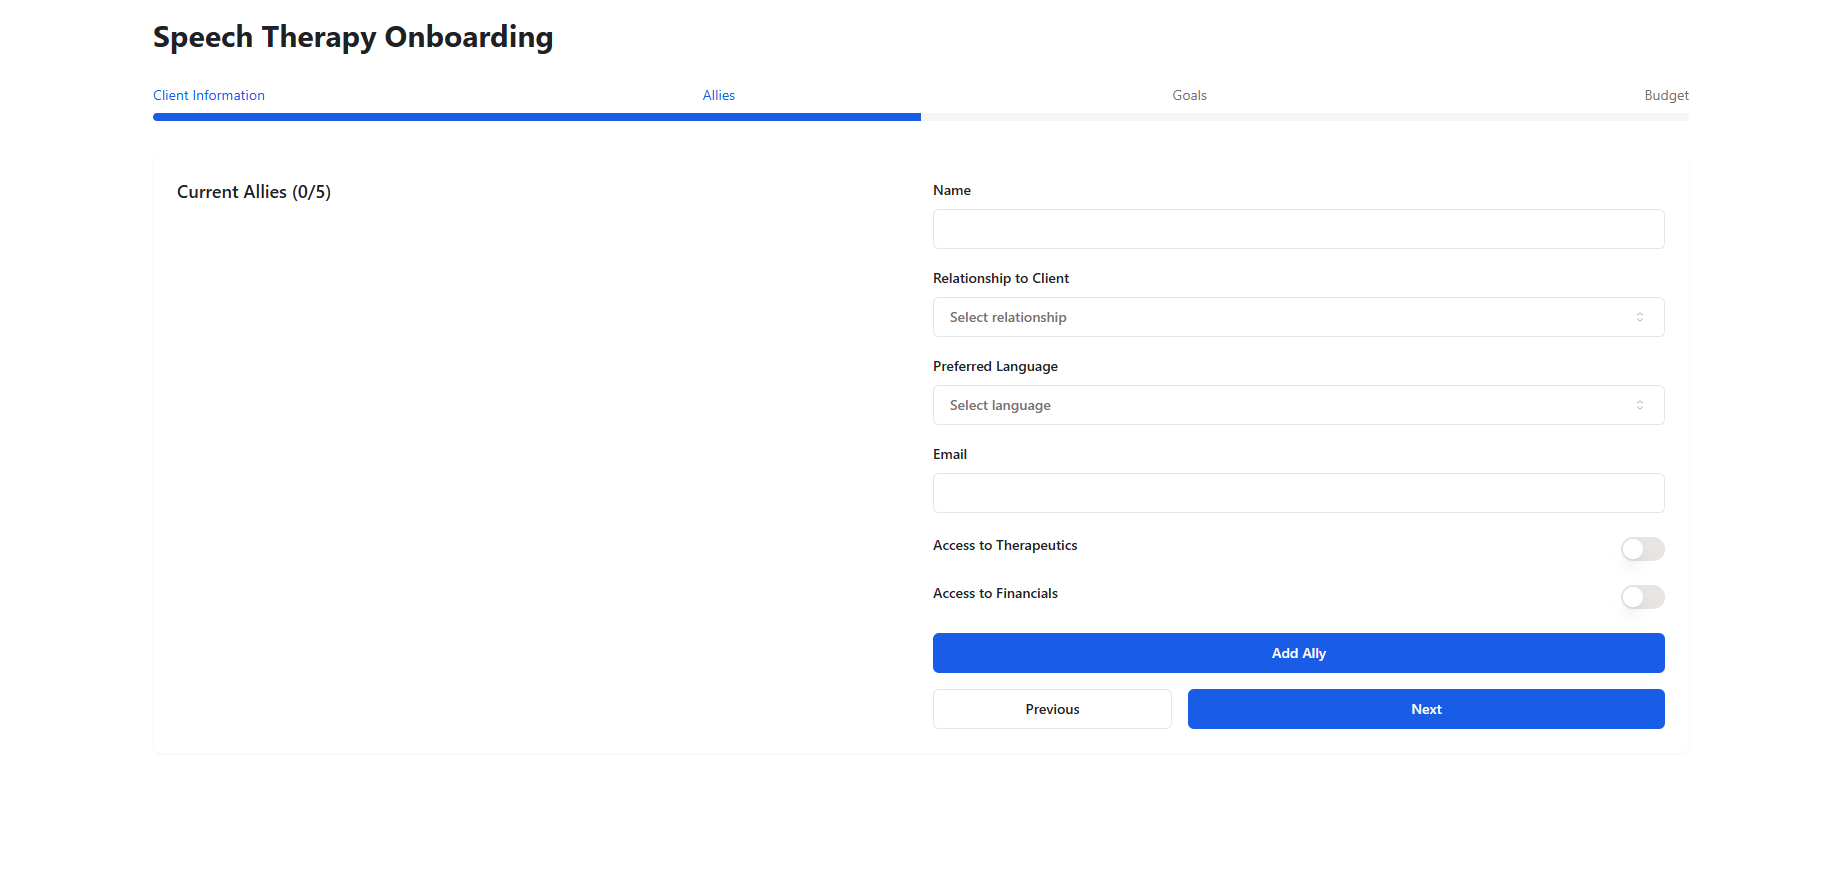 Speech Therapy Onboarding
Client Information
Allies
Goals
Budget
Current Allies (0/5)
Name
Relationship to Client
Select relationship
Preferred Language
Select language
Email
Access to Therapeutics
Access to Financials
Add Ally
Previous
Next